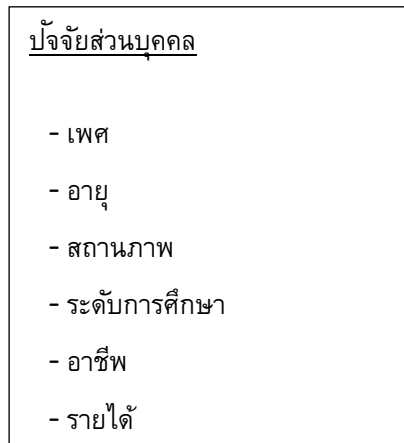 ปัจจัยส่วนบุคคล
- เพศ
- อายุ
- สถานภาพ
- ระดับการศึกษา
- อาชีพ
- รายได้